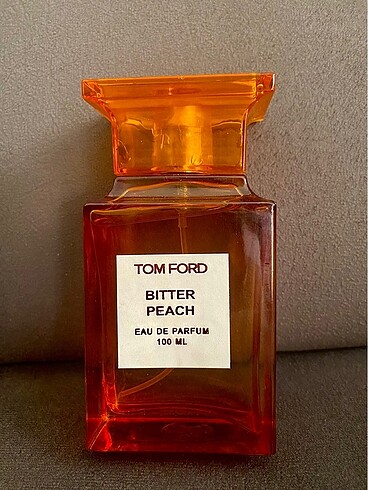 TOM FORD
BITTER
PEACH
EAU DE PARFUM
100 ML